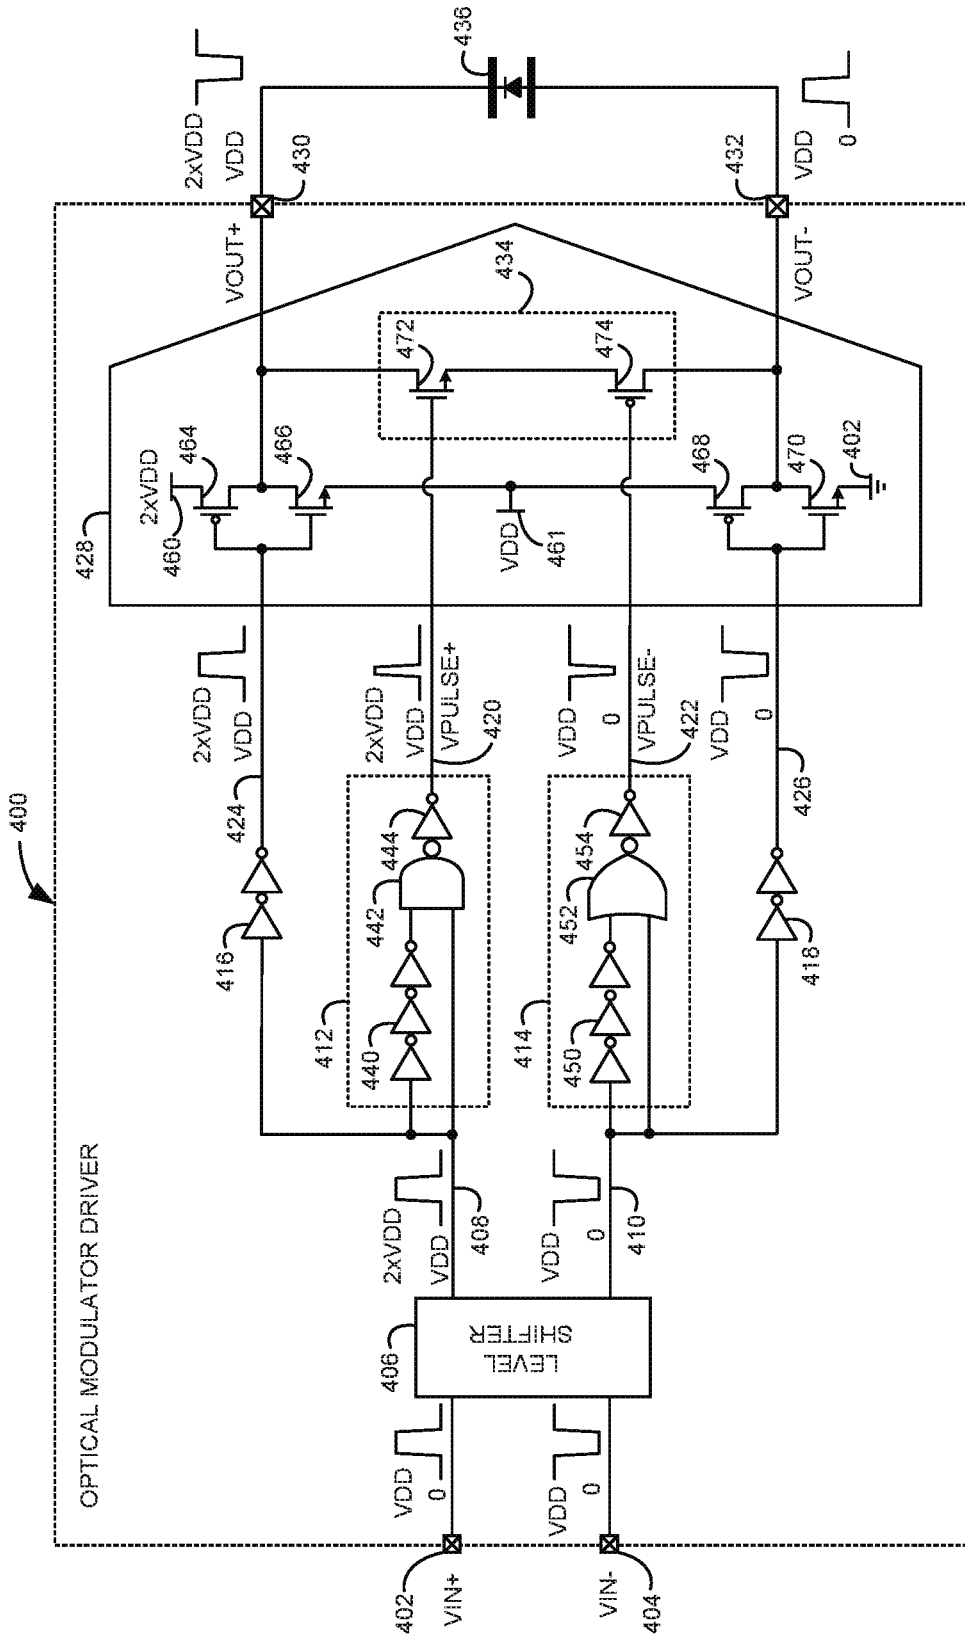 400
OPTICAL MODULATOR DRIVER
402
VIN+
VDD
0
VIN-
404
VDD
0
406
LEVEL
SHIFTER
2xVDD
VDD
408
VDD
0
410
416
424
2xVDD
VDD
412
440
442
444
2xVDD
VDD
VPULSE+
420
414
450
452
454
VDD
0
VPULSE-
422
418
426
VDD
0
428
2xVDD
460
464
466
VDD
461
468
470
402
434
472
474
VOUT+
430
2xVDD
VDD
VOUT-
432
VDD
0
436